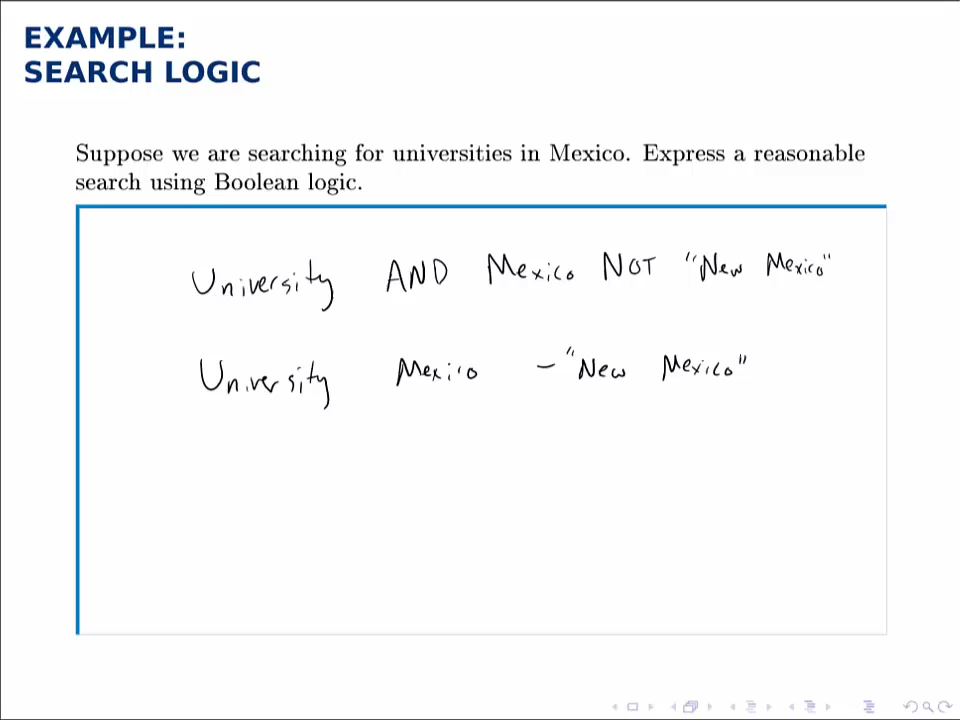 EXAMPLE:
SEARCH LOGIC
Suppose we are searching for universities in Mexico. Express a reasonable
search using Boolean logic.
University AND Mexico NOT "New Mexico"
University Mexico - "New Mexico"